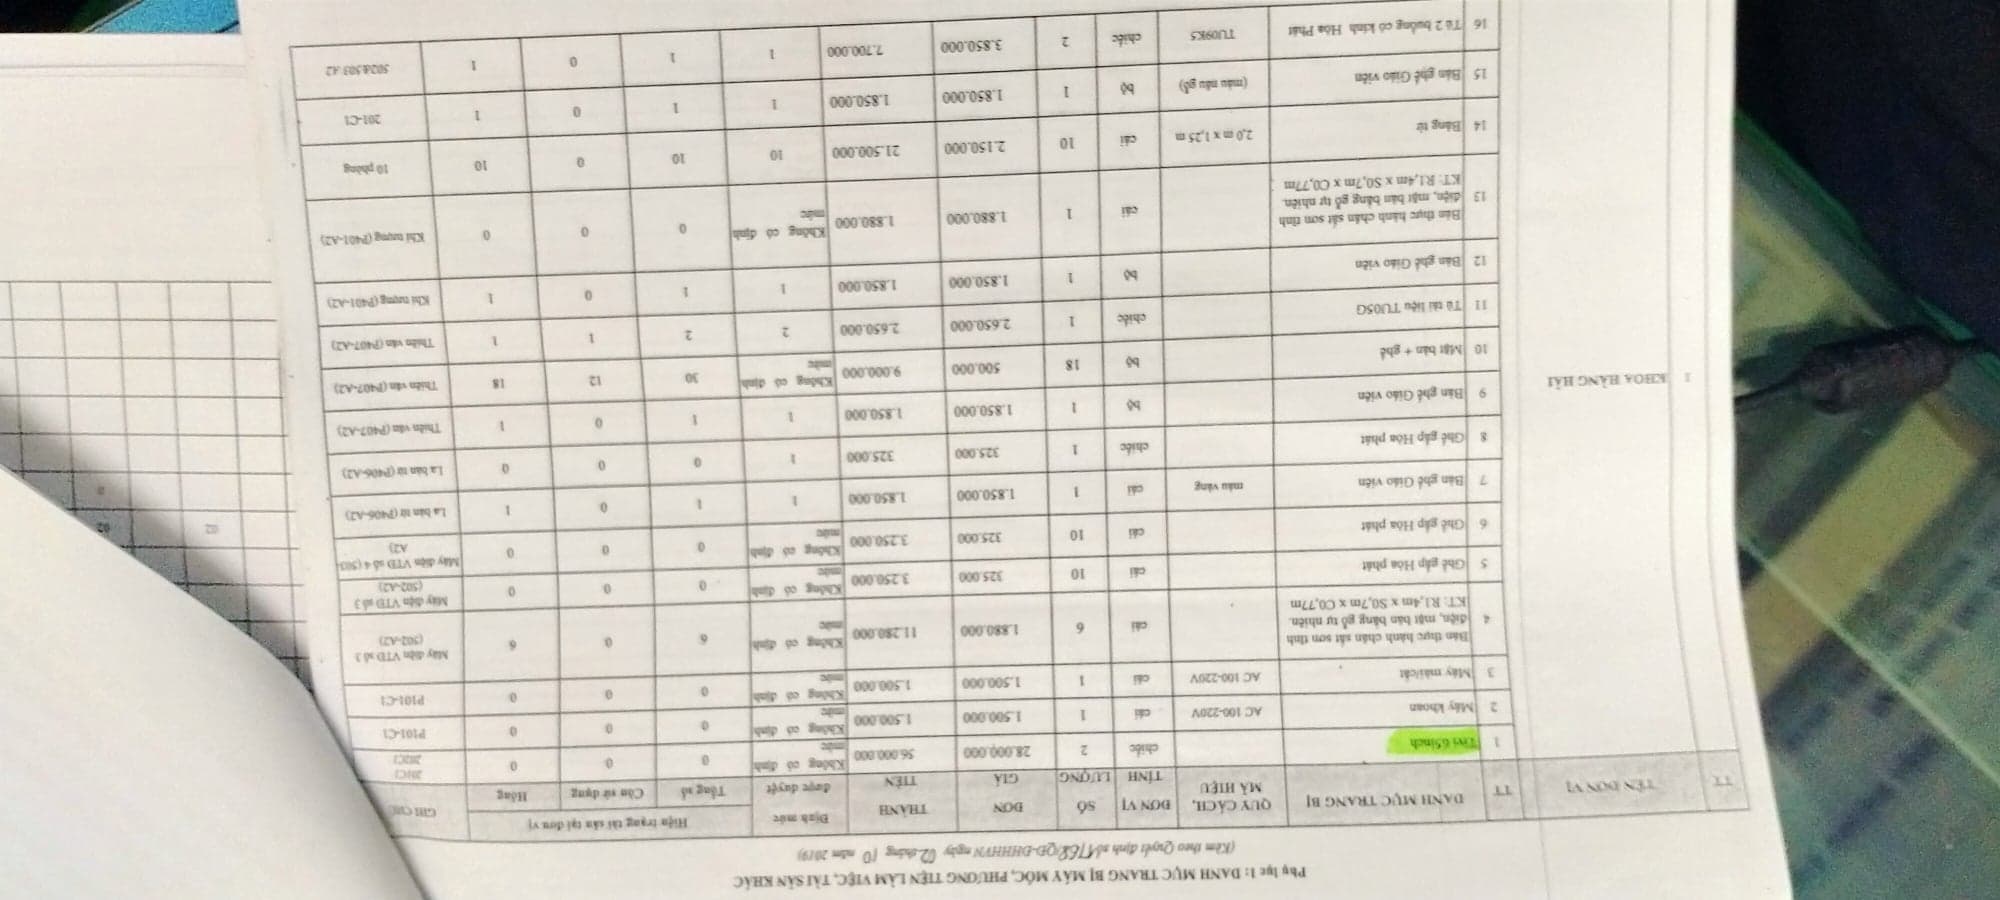 Phụ lục 1: DANH MỤC TRANG BỊ MÁY MÓC, PHƯƠNG TIỆN LÀM VIỆC, TÀI SẢN KHÁC
(Kèm theo Quyết định số 1768/QĐ-ĐHHHVN ngày 02 tháng 10 năm 2019)
TT TÊN ĐƠN VỊ TT DANH MỤC TRANG BỊ QUY CÁCH, MÃ HIỆU ĐƠN VỊ TÍNH SỐ LƯỢNG ĐƠN GIÁ THÀNH TIỀN Định mức được duyệt Hiện trạng tài sản tại đơn vị GHI CHÚ
Tổng số Còn sử dụng Hỏng
1 KHOA HÀNG HẢI
1 Tivi 65inch chiếc 2 28.000.000 56.000.000 Không có định mức 0 0 0 201C1 202C1
2 Máy khoan AC 100-220V cái 1 1.500.000 1.500.000 Không có định mức 0 0 0 P101-C1
3 Máy mài/cắt AC 100-220V cái 1 1.500.000 1.500.000 Không có định mức 0 0 0 P101-C1
4 Bàn thực hành chân sắt sơn tĩnh điện, mặt bàn bằng gỗ tự nhiên. KT: R1,4m x S0,7m x C0,77m cái 6 1.880.000 11.280.000 Không có định mức 6 0 6 Máy điện VTĐ số 3 (502-A2)
5 Ghế gấp Hòa phát cái 10 325.000 3.250.000 Không có định mức 0 0 0 Máy điện VTĐ số 3 (502-A2)
6 Ghế gấp Hòa phát cái 10 325.000 3.250.000 Không có định mức 0 0 0 Máy điện VTĐ số 4 (503-A2)
7 Bàn ghế Giáo viên màu vàng cái 1 1.850.000 1.850.000 1 1 0 1 La bàn từ (P406-A2)
8 Ghế gấp Hòa phát chiếc 1 325.000 325.000 1 0 0 0 La bàn từ (P406-A2)
9 Bàn ghế Giáo viên bộ 1 1.850.000 1.850.000 1 1 0 1 Thiên văn (P407-A2)
10 Mặt bàn + ghế bộ 18 500.000 9.000.000 Không có định mức 30 12 18 Thiên văn (P407-A2)
11 Tủ tài liệu TU05G chiếc 1 2.650.000 2.650.000 2 2 1 1 Thiên văn (P407-A2)
12 Bàn ghế Giáo viên bộ 1 1.850.000 1.850.000 1 1 0 1 Khí tượng (P401-A2)
13 Bàn thực hành chân sắt sơn tĩnh điện, mặt bàn bằng gỗ tự nhiên. KT: R1,4m x S0,7m x C0,77m cái 1 1.880.000 1.880.000 Không có định mức 0 0 0 Khí tượng (P401-A2)
14 Bảng từ 2,0 m x 1,25 m cái 10 2.150.000 21.500.000 10 10 0 10 10 phòng
15 Bàn ghế Giáo viên (màu nâu gỗ) bộ 1 1.850.000 1.850.000 1 1 0 1 201-C1
16 Tủ 2 buồng có kính Hòa Phát TU09K5 chiếc 2 3.850.000 7.700.000 1 1 0 1 502&503 A2
02
02